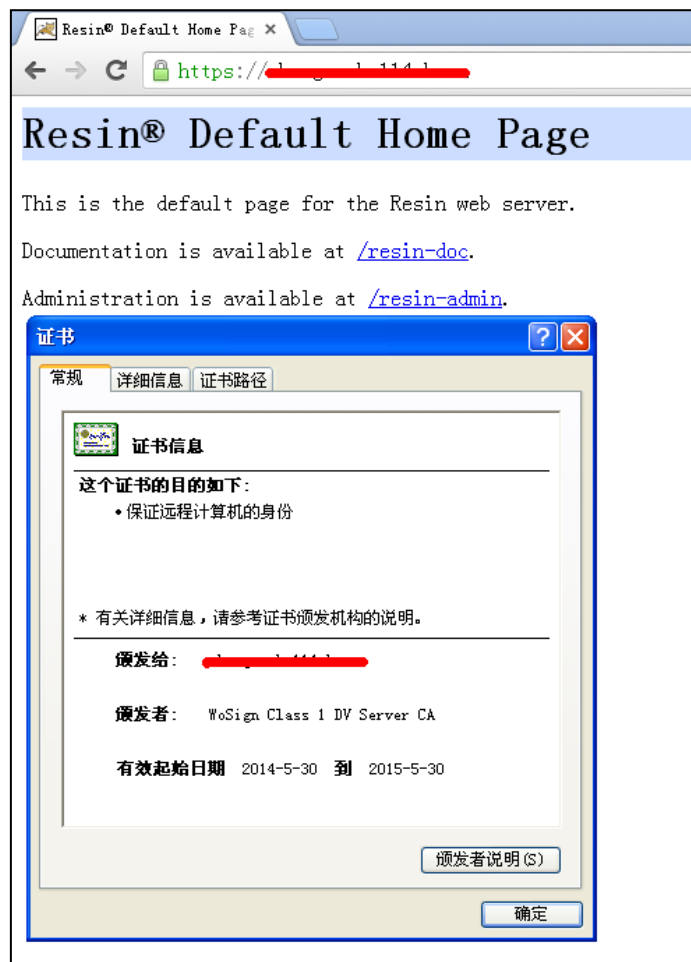 Resin® Default Home Pag
https://
Resin® Default Home Page
This is the default page for the Resin web server.
Documentation is available at /resin-doc.
Administration is available at /resin-admin.
证书
常规 详细信息 证书路径
证书信息
这个证书的目的如下:
•保证远程计算机的身份
* 有关详细信息，请参考证书颁发机构的说明。
颁发给:
颁发者: WoSign Class 1 DV Server CA
有效起始日期 2014-5-30 到 2015-5-30
颁发者说明(S)
确定